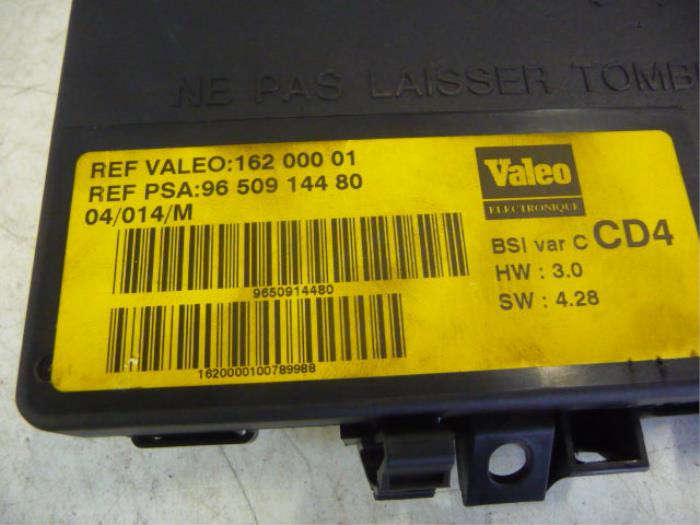 NE PAS LAISSER TOMB
REF VALEO:162 000 01
REF PSA:96 509 144 80
04/014/M
9650914480
1620000100789988
Valeo
ELECTRONIQUE
BSI var C CD4
HW : 3.0
SW : 4.28